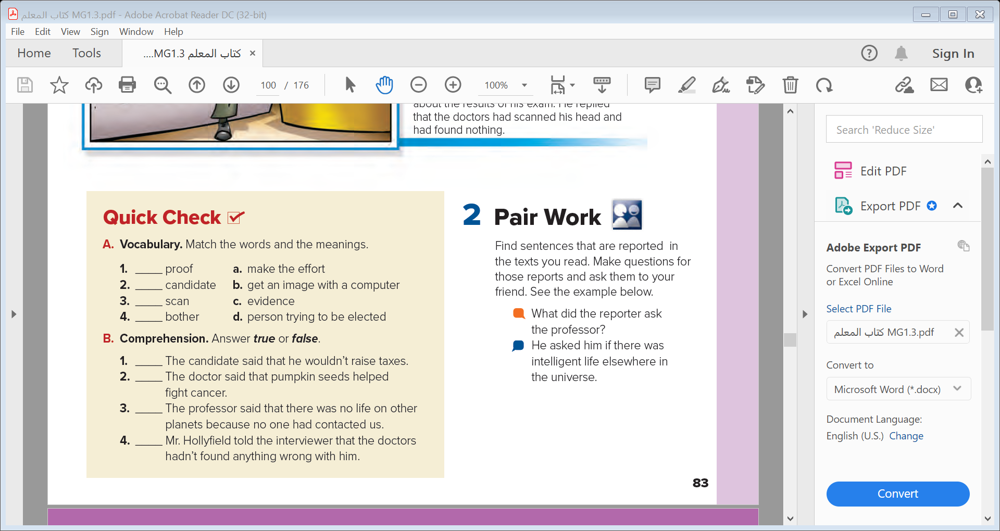 كتاب المعلم MG1.3.pdf - Adobe Acrobat Reader DC (32-bit)
File Edit View Sign Window Help
Home Tools ....MG1.3 كتاب المعلم × Sign In
100 / 176 100%
about the results of his exam. He replied
that the doctors had scanned his head and
had found nothing.
Quick Check
A. Vocabulary. Match the words and the meanings.
1. ____ proof a. make the effort
2. ____ candidate b. get an image with a computer
3. ____ scan c. evidence
4. ____ bother d. person trying to be elected
B. Comprehension. Answer true or false.
1. ____ The candidate said that he wouldn't raise taxes.
2. ____ The doctor said that pumpkin seeds helped
fight cancer.
3. ____ The professor said that there was no life on other
planets because no one had contacted us.
4. ____ Mr. Hollyfield told the interviewer that the doctors
hadn't found anything wrong with him.
2 Pair Work
Find sentences that are reported in
the texts you read. Make questions for
those reports and ask them to your
friend. See the example below.
What did the reporter ask
the professor?
He asked him if there was
intelligent life elsewhere in
the universe.
83
Search 'Reduce Size'
Edit PDF
Export PDF
Adobe Export PDF
Convert PDF Files to Word
or Excel Online
Select PDF File
كتاب المعلم MG1.3.pdf
Convert to
Microsoft Word (*.docx)
Document Language:
English (U.S.) Change
Convert